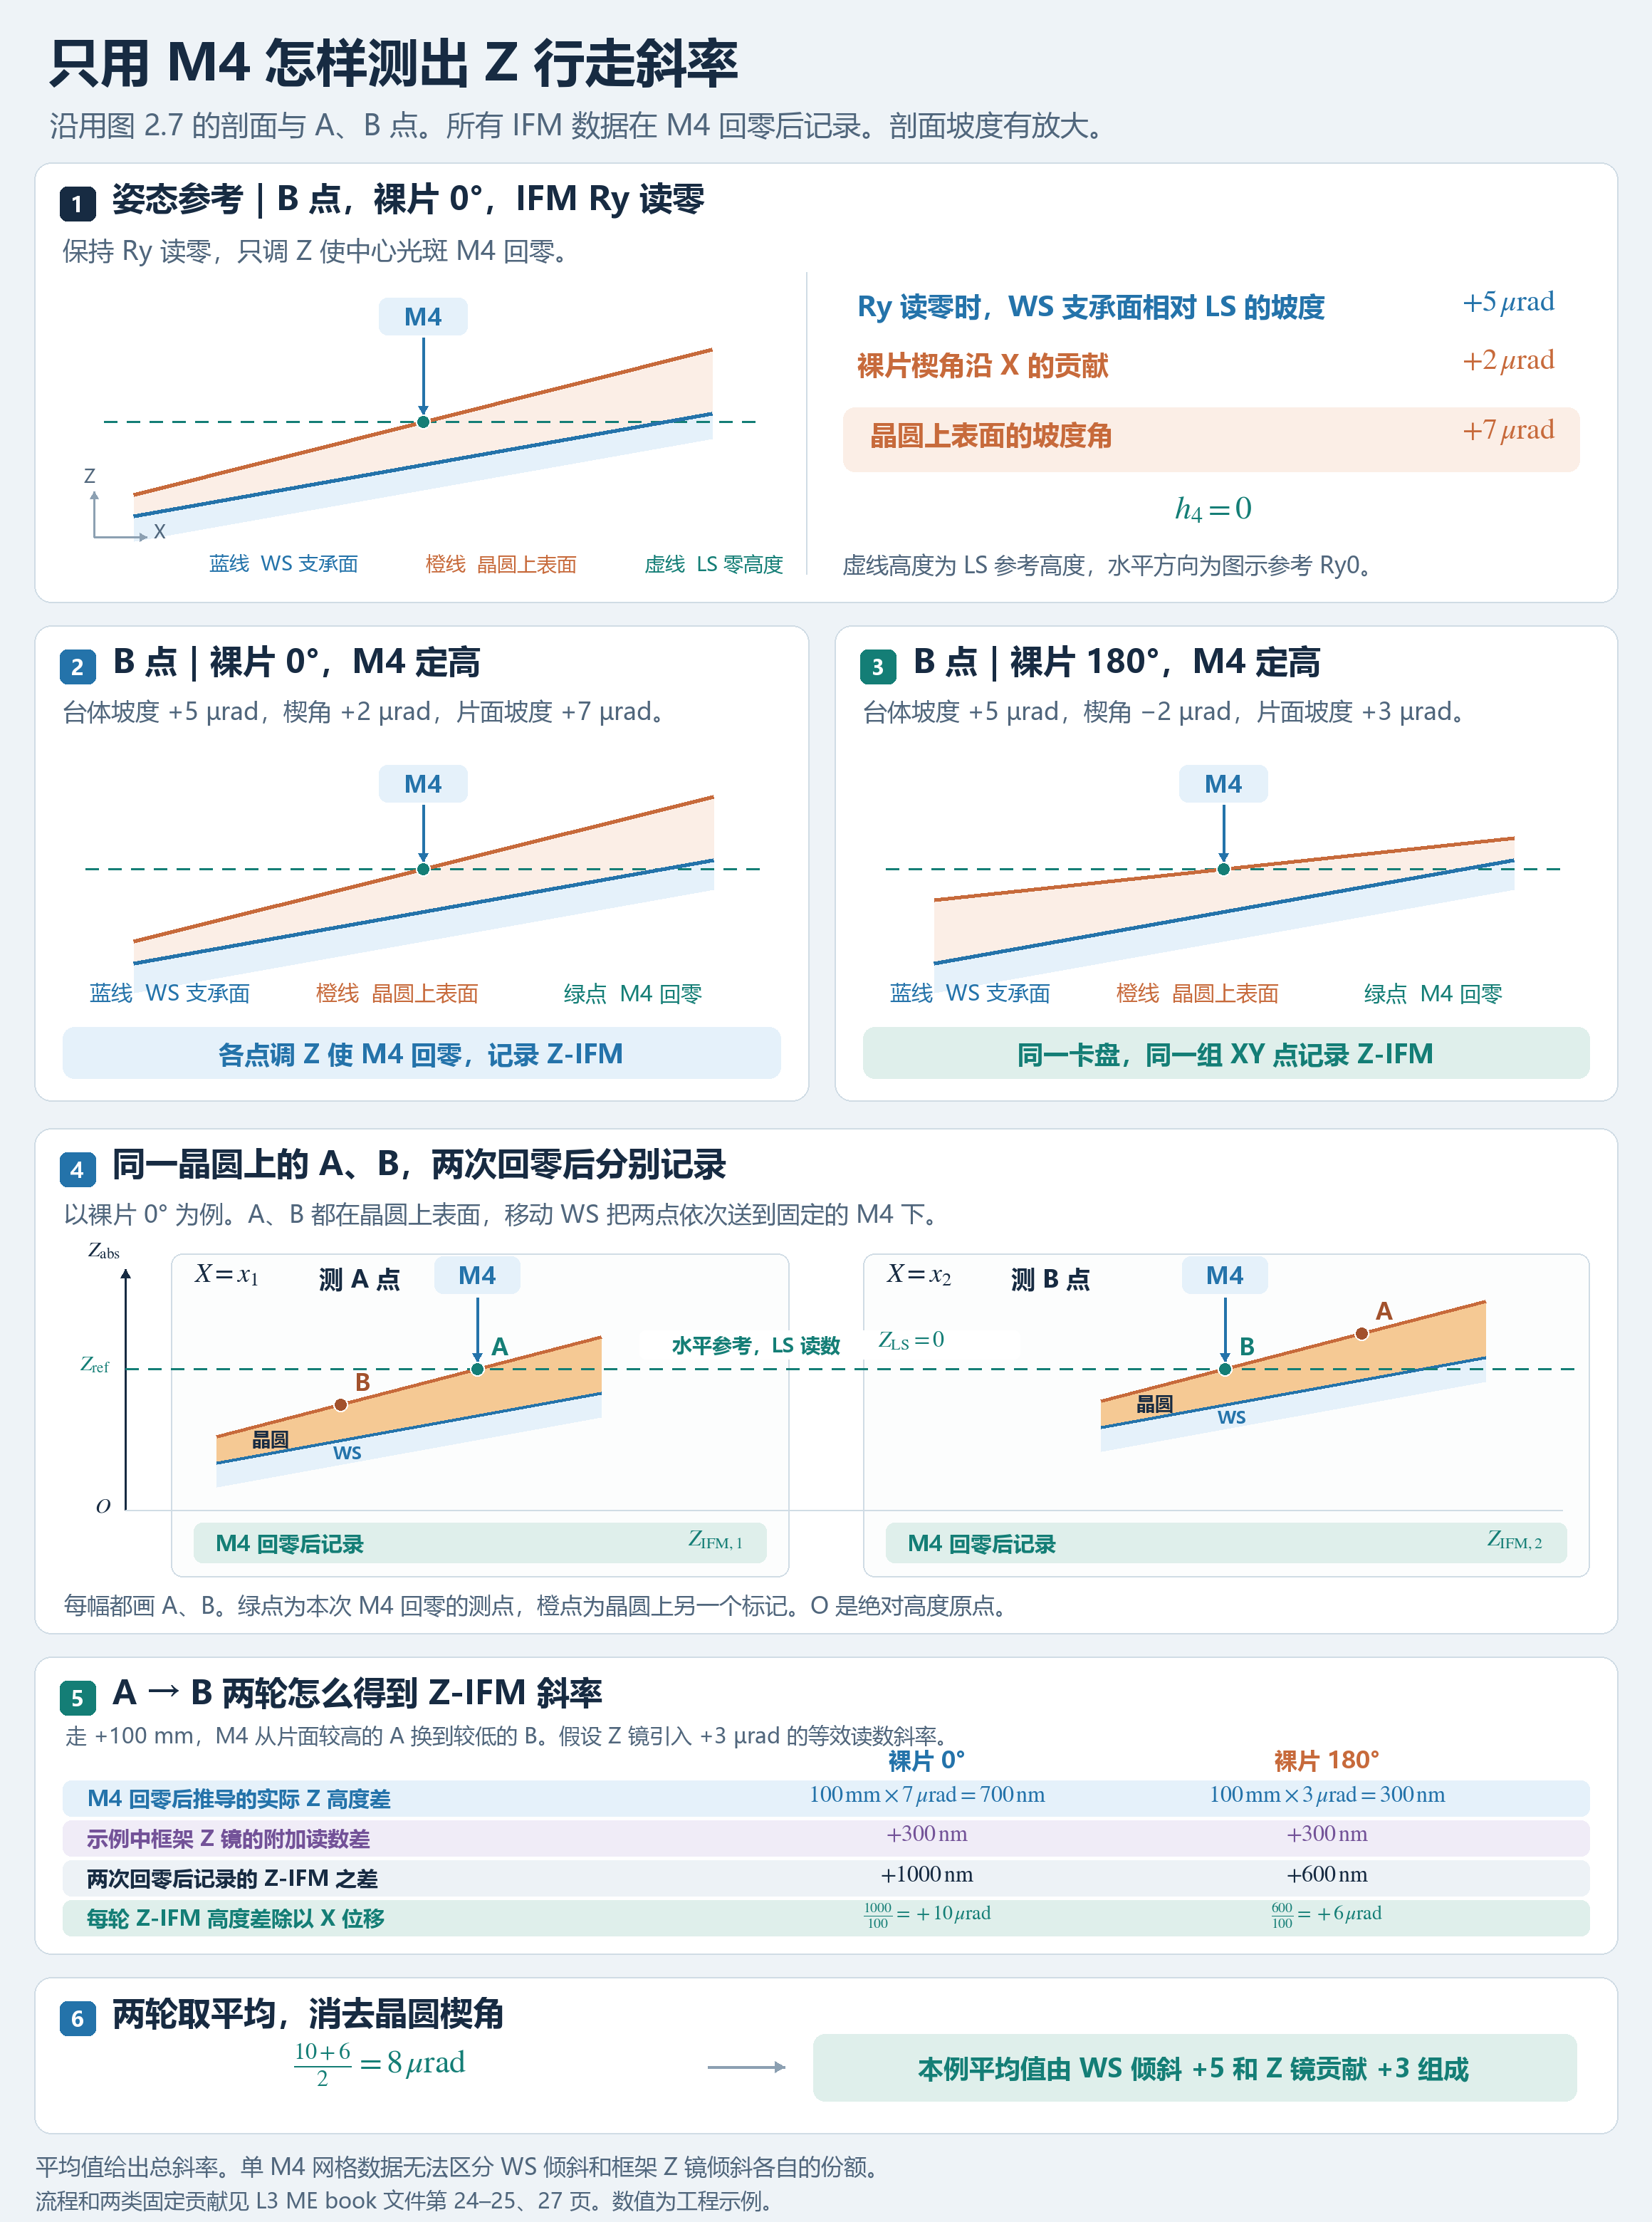 只用 M4 怎样测出 Z 行走斜率
沿用图 2.7 的剖面与 A、B 点。所有 IFM 数据在 M4 回零后记录。剖面坡度有放大。
1 姿态参考 | B 点，裸片 0°，IFM Ry 读零
保持 Ry 读零，只调 Z 使中心光斑 M4 回零。
M4
Z
X
蓝线 WS 支承面 橙线 晶圆上表面 虚线 LS 零高度
Ry 读零时，WS 支承面相对 LS 的坡度 +5 μrad
裸片楔角沿 X 的贡献 +2 μrad
晶圆上表面的坡度角 +7 μrad
h₄ = 0
虚线高度为 LS 参考高度，水平方向为图示参考 Ry0。
2 B 点 | 裸片 0°，M4 定高
台体坡度 +5 μrad，楔角 +2 μrad，片面坡度 +7 μrad。
M4
蓝线 WS 支承面 橙线 晶圆上表面 绿点 M4 回零
各点调 Z 使 M4 回零，记录 Z-IFM
3 B 点 | 裸片 180°，M4 定高
台体坡度 +5 μrad，楔角 −2 μrad，片面坡度 +3 μrad。
M4
蓝线 WS 支承面 橙线 晶圆上表面 绿点 M4 回零
同一卡盘，同一组 XY 点记录 Z-IFM
4 同一晶圆上的 A、B，两次回零后分别记录
以裸片 0° 为例。A、B 都在晶圆上表面，移动 WS 把两点依次送到固定的 M4 下。
Zabs
Zref
O
X = x₁ 测 A 点 M4
A
B
晶圆
WS
M4 回零后记录 ZIFM, 1
水平参考，LS 读数 ZLS = 0
X = x₂ 测 B 点 M4
A
B
晶圆
WS
M4 回零后记录 ZIFM, 2
每幅都画 A、B。绿点为本次 M4 回零的测点，橙点为晶圆上另一个标记。O 是绝对高度原点。
5 A → B 两轮怎么得到 Z-IFM 斜率
走 +100 mm，M4 从片面较高的 A 换到较低的 B。假设 Z 镜引入 +3 μrad 的等效读数斜率。
裸片 0° 裸片 180°
M4 回零后推导的实际 Z 高度差 100 mm × 7 μrad = 700 nm 100 mm × 3 μrad = 300 nm
示例中框架 Z 镜的附加读数差 +300 nm +300 nm
两次回零后记录的 Z-IFM 之差 +1000 nm +600 nm
每轮 Z-IFM 高度差除以 X 位移 1000/100 = +10 μrad 600/100 = +6 μrad
6 两轮取平均，消去晶圆楔角
10+6/2 = 8 μrad
本例平均值由 WS 倾斜 +5 和 Z 镜贡献 +3 组成
平均值给出总斜率。单 M4 网格数据无法区分 WS 倾斜和框架 Z 镜倾斜各自的份额。
流程和两类固定贡献见 L3 ME book 文件第 24–25、27 页。数值为工程示例。